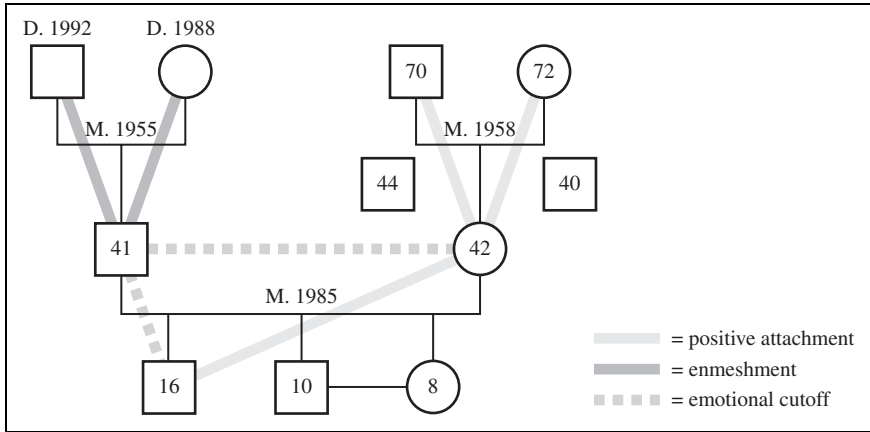 D. 1992 D. 1988
70 72
M. 1955 M. 1958
44 40
41 42
M. 1985
= positive attachment
= enmeshment
16 10 8
= emotional cutoff